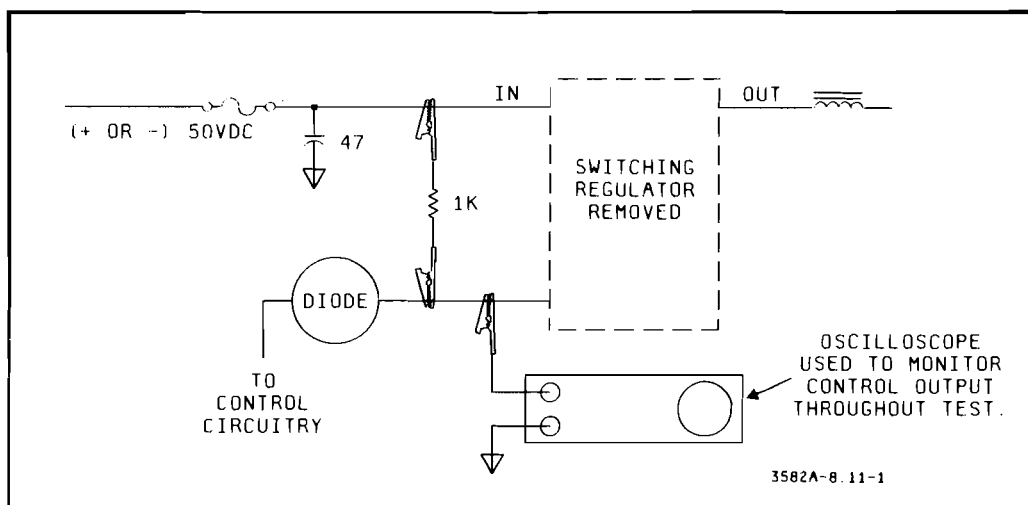 IN
OUT
(+ OR -) 50VDC
47
SWITCHING
REGULATOR
REMOVED
1K
DIODE
OSCILLOSCOPE
USED TO MONITOR
CONTROL OUTPUT
THROUGHOUT TEST.
TO
CONTROL
CIRCUITRY
3582A-8.11-1